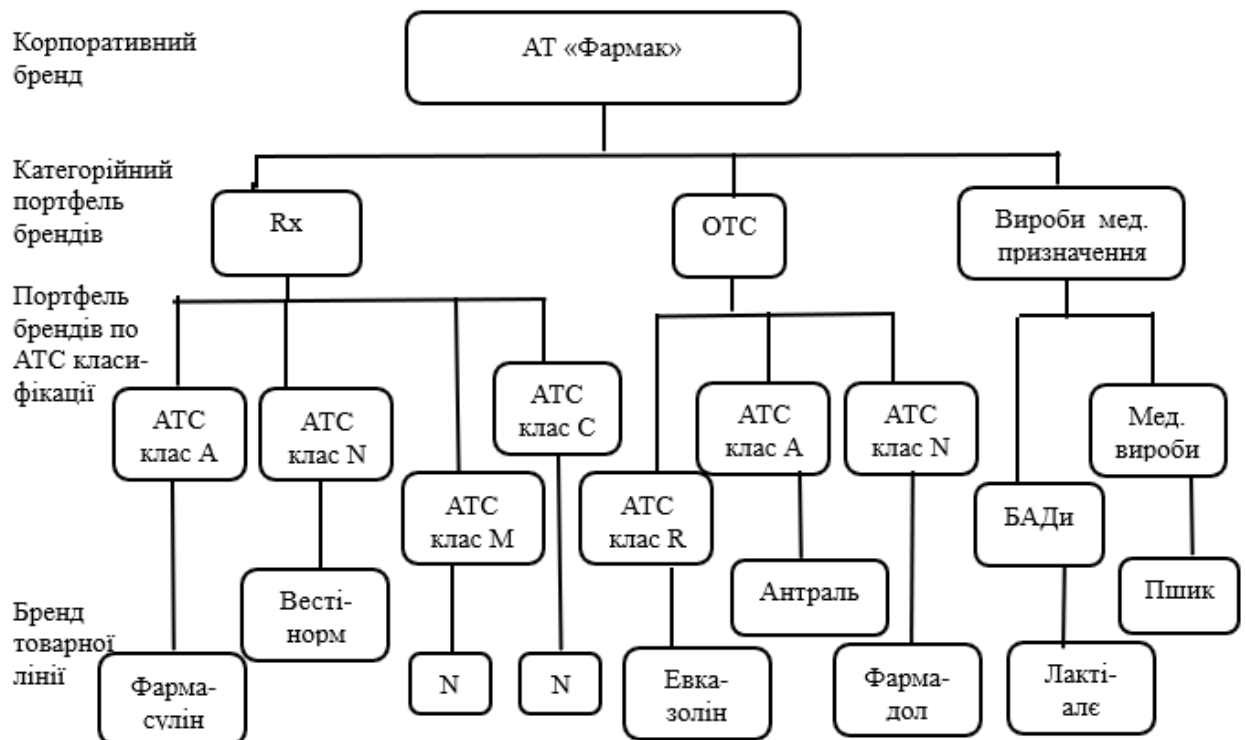 Корпоративний
бренд
АТ «Фармак»
Категорійний
портфель
брендів
Rx
ОТС
Вироби мед.
призначення
Портфель
брендів по
АТС класи-
фікації
АТС
клас А
АТС
клас N
АТС
клас М
АТС
клас С
АТС
клас R
АТС
клас А
АТС
клас N
БАДи
Мед.
вироби
Бренд
товарної
лінії
Фарма-
сулін
Весті-
норм
N
N
Евка-
золін
Антраль
Фарма-
дол
Лакті-
алє
Пшик